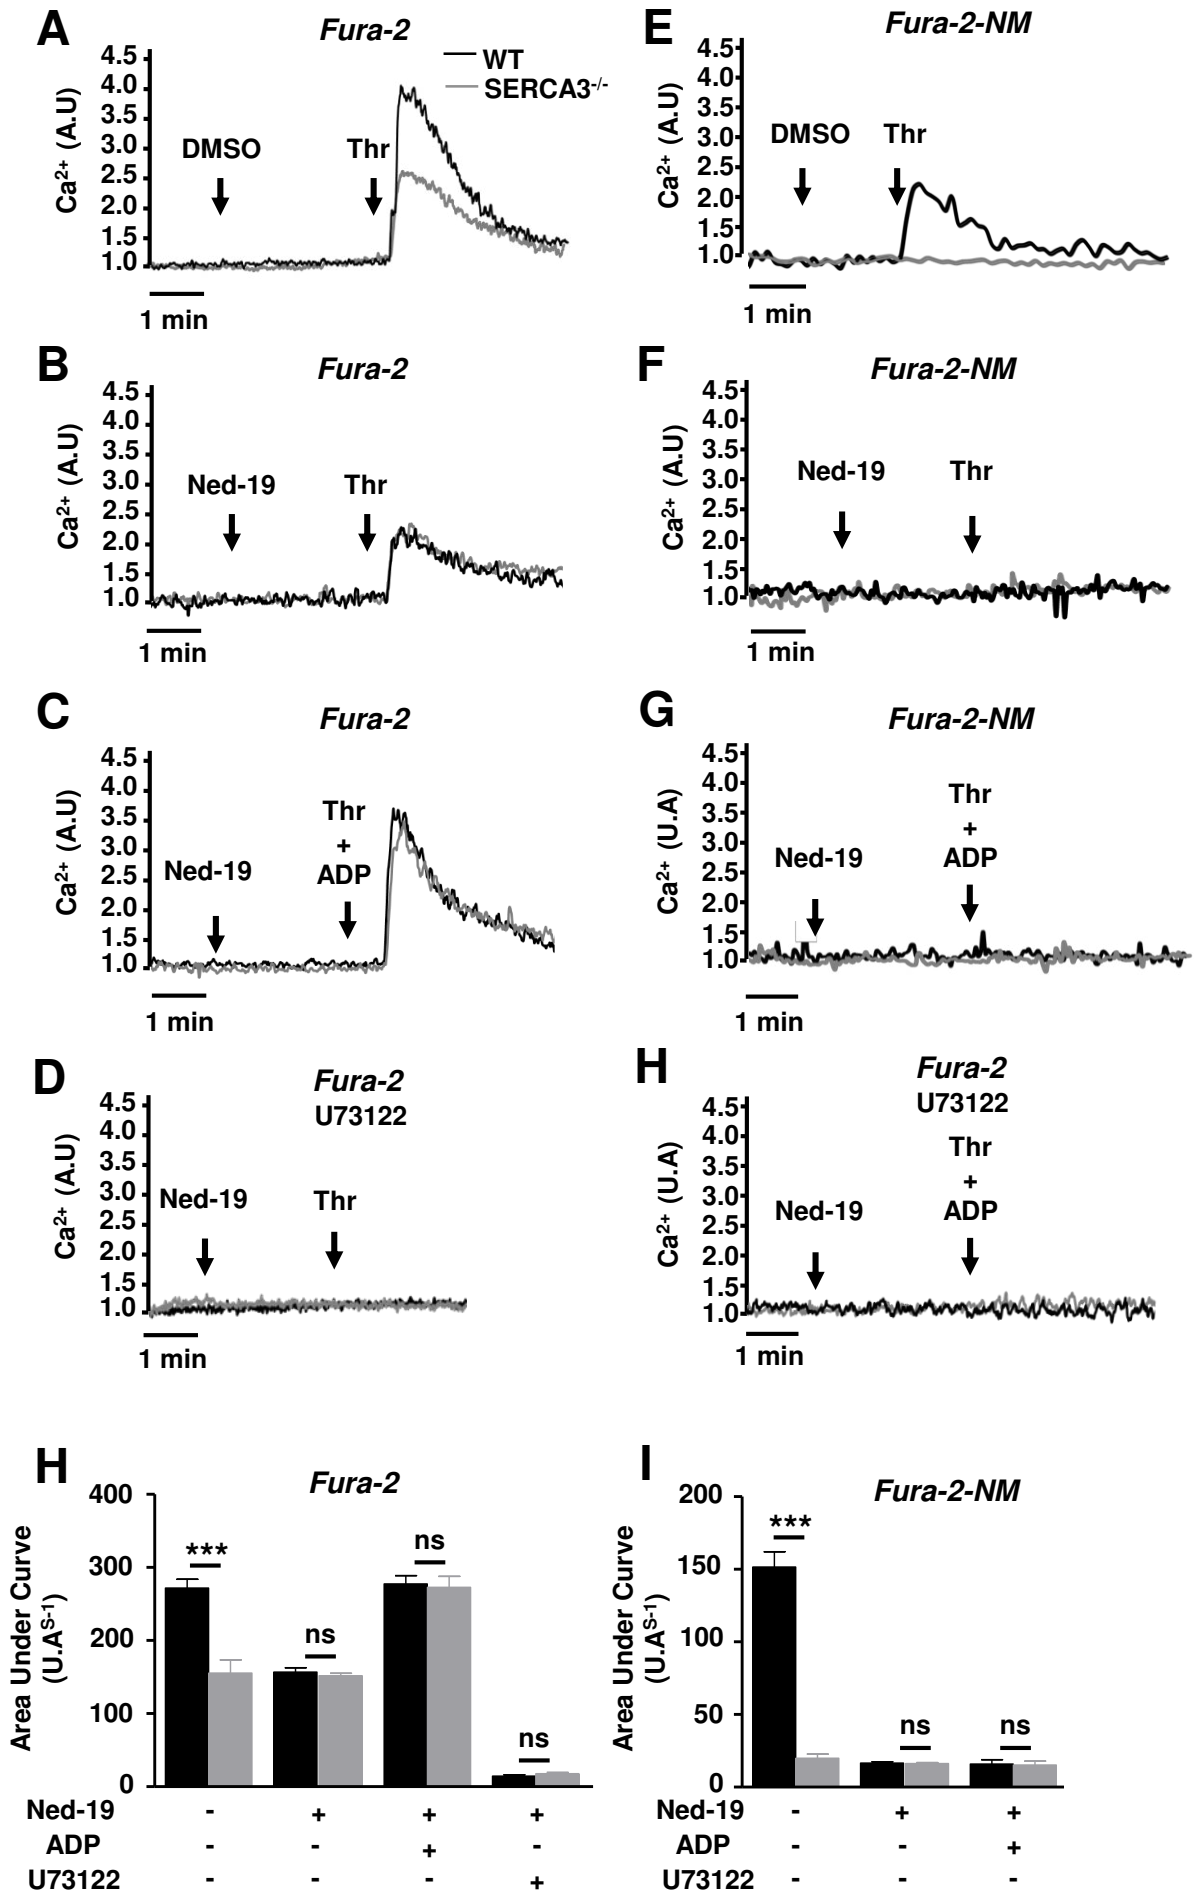 A
Fura-2
WT
SERCA3-/-
4.5
4.0
3.5
3.0
2.5
2.0
1.5
1.0
Ca2+ (A.U)
DMSO
Thr
1 min
E
Fura-2-NM
4.5
4.0
3.5
3.0
2.5
2.0
1.5
1.0
Ca2+ (A.U)
DMSO
Thr
1 min
B
Fura-2
4.5
4.0
3.5
3.0
2.5
2.0
1.5
1.0
Ca2+ (A.U)
Ned-19
Thr
1 min
F
Fura-2-NM
4.5
4.0
3.5
3.0
2.5
2.0
1.5
1.0
Ca2+ (A.U)
Ned-19
Thr
1 min
C
Fura-2
4.5
4.0
3.5
3.0
2.5
2.0
1.5
1.0
Ca2+ (A.U)
Ned-19
Thr
+
ADP
1 min
G
Fura-2-NM
4.5
4.0
3.5
3.0
2.5
2.0
1.5
1.0
Ca2+ (U.A)
Ned-19
Thr
+
ADP
1 min
D
Fura-2
U73122
4.5
4.0
3.5
3.0
2.5
2.0
1.5
1.0
Ca2+ (A.U)
Ned-19
Thr
1 min
H
Fura-2
U73122
4.5
4.0
3.5
3.0
2.5
2.0
1.5
1.0
Ca2+ (U.A)
Ned-19
Thr
+
ADP
1 min
H
Fura-2
400
300
200
100
0
Area Under Curve
(U.AS-1)
***
ns
ns
ns
Ned-19 - + + +
ADP - - + -
U73122 - - - +
I
Fura-2-NM
200
150
100
50
0
Area Under Curve
(U.AS-1)
***
ns
ns
Ned-19 - + +
ADP - - +
U73122 - - -